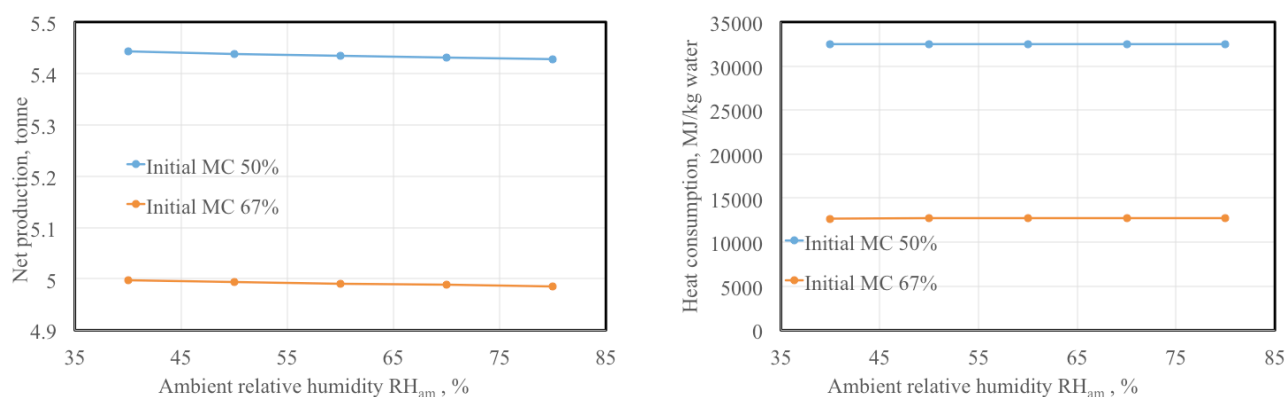 5.5
5.4
5.3
5.2
5.1
5
4.9
Net production, tonne
Initial MC 50%
Initial MC 67%
35 45 55 65 75 85
Ambient relative humidity RHam , %
35000
30000
25000
20000
15000
10000
5000
0
Heat consumption, MJ/kg water
Initial MC 50%
Initial MC 67%
35 45 55 65 75 85
Ambient relative humidity RHam , %